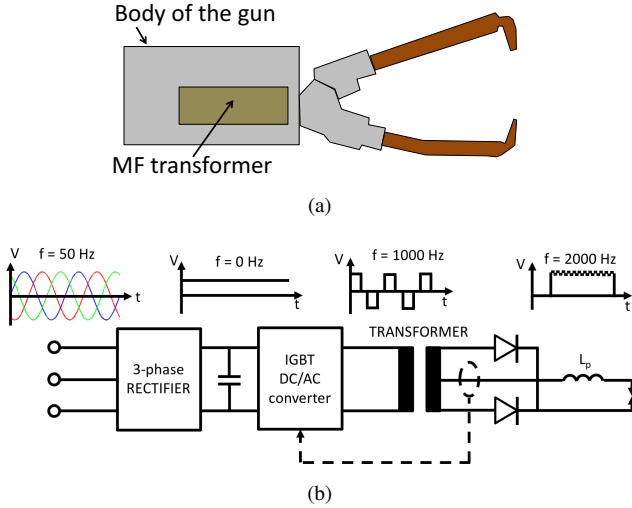 Body of the gun
MF transformer
(a)
V f = 50 Hz
t
V f = 0 Hz
t
V f = 1000 Hz
t
V f = 2000 Hz
t
3-phase
RECTIFIER
IGBT
DC/AC
converter
TRANSFORMER
Lp
(b)